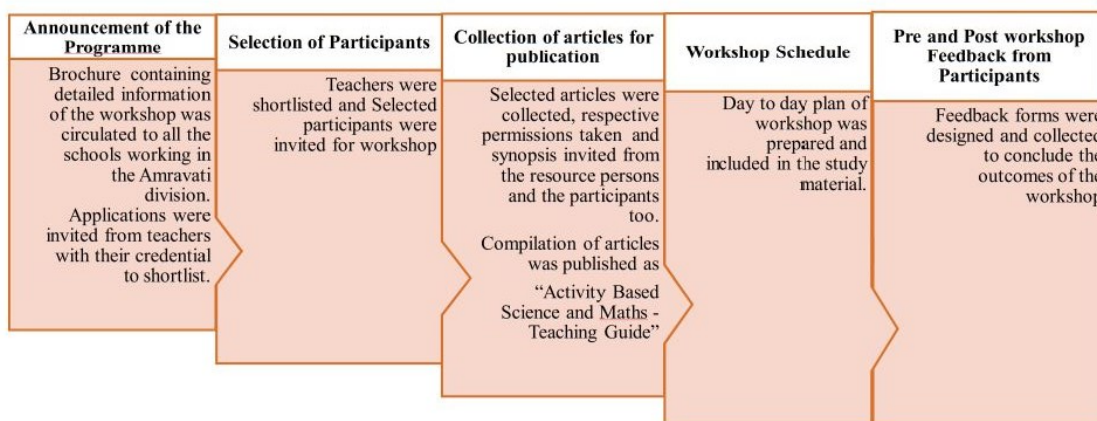 Announcement of the
Programme
Brochure containing
detailed information
of the workshop was
circulated to all the
schools working in
the Amravati
division.
Applications were
invited from teachers
with their credential
to shortlist.
Selection of Participants
Teachers were
shortlisted and Selected
participants were
invited for workshop
Collection of articles for
publication
Selected articles were
collected, respective
permissions taken and
synopsis invited from
the resource persons
and the participants
too.
Compilation of articles
was published as
“Activity Based
Science and Maths -
Teaching Guide”
Workshop Schedule
Day to day plan of
workshop was
prepared and
included in the study
material.
Pre and Post workshop
Feedback from
Participants
Feedback forms were
designed and collected
to conclude the
outcomes of the
workshop